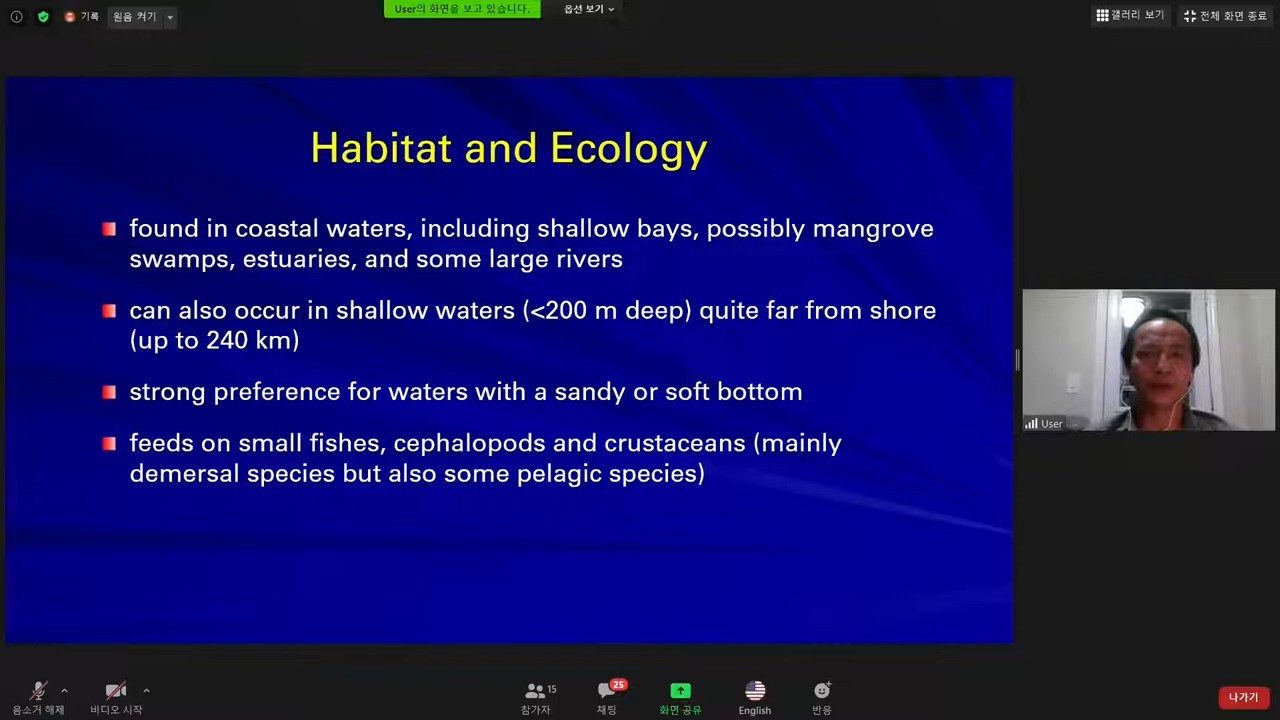 기록
원음 켜기
User의 화면을 보고 있습니다.
옵션 보기
갤러리 보기
전체 화면 종료
Habitat and Ecology
found in coastal waters, including shallow bays, possibly mangrove
swamps, estuaries, and some large rivers
can also occur in shallow waters (<200 m deep) quite far from shore
(up to 240 km)
strong preference for waters with a sandy or soft bottom
feeds on small fishes, cephalopods and crustaceans (mainly
demersal species but also some pelagic species)
User
음소거 해제
비디오 시작
15
참가자
25
채팅
화면 공유
English
반응
나가기